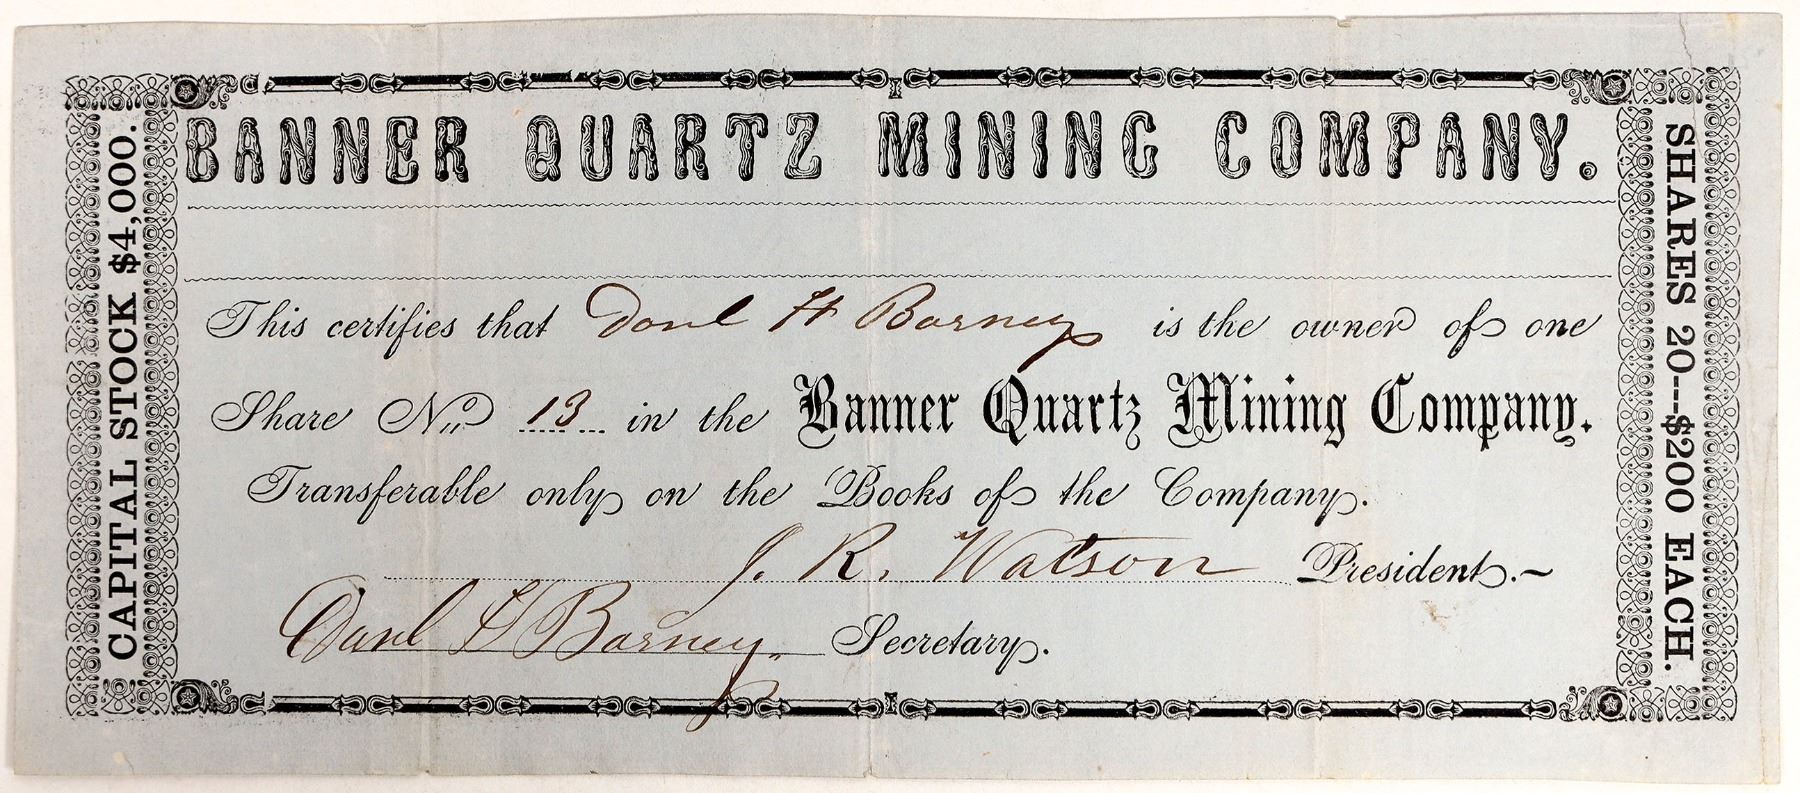 BANNER QUARTZ MINING COMPANY.
CAPITAL STOCK $4,000.
SHARES 20---$200 EACH.
This certifies that Danl H Barney is the owner of one
Share No. 13 in the Banner Quartz Mining Company.
Transferable only on the Books of the Company.
J. R. Watson President.
Danl H Barney Secretary.